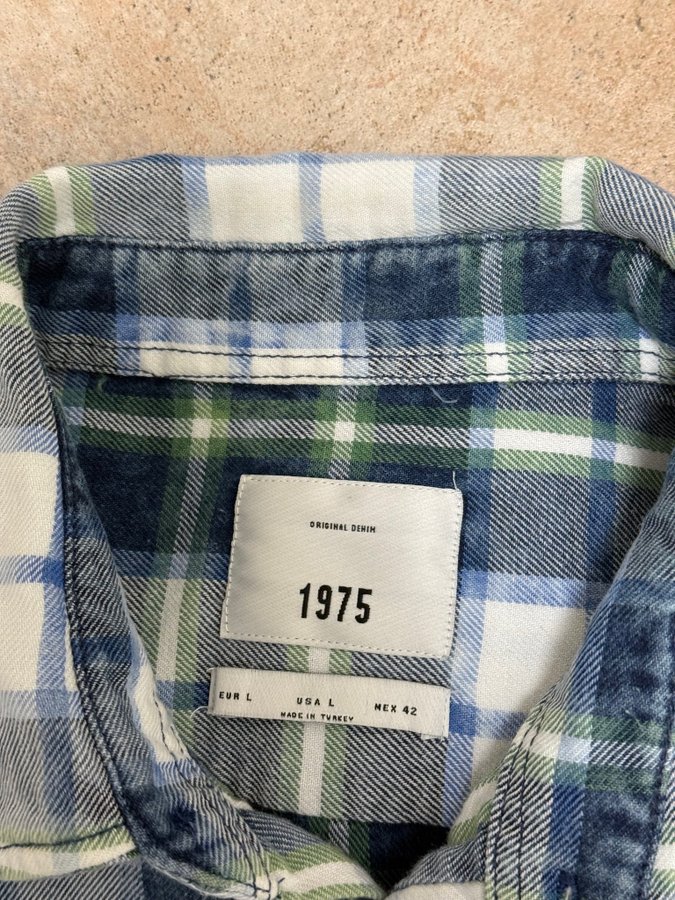 ORIGINAL DENIM
1975
EUR L USA L MEX 42
MADE IN TURKEY